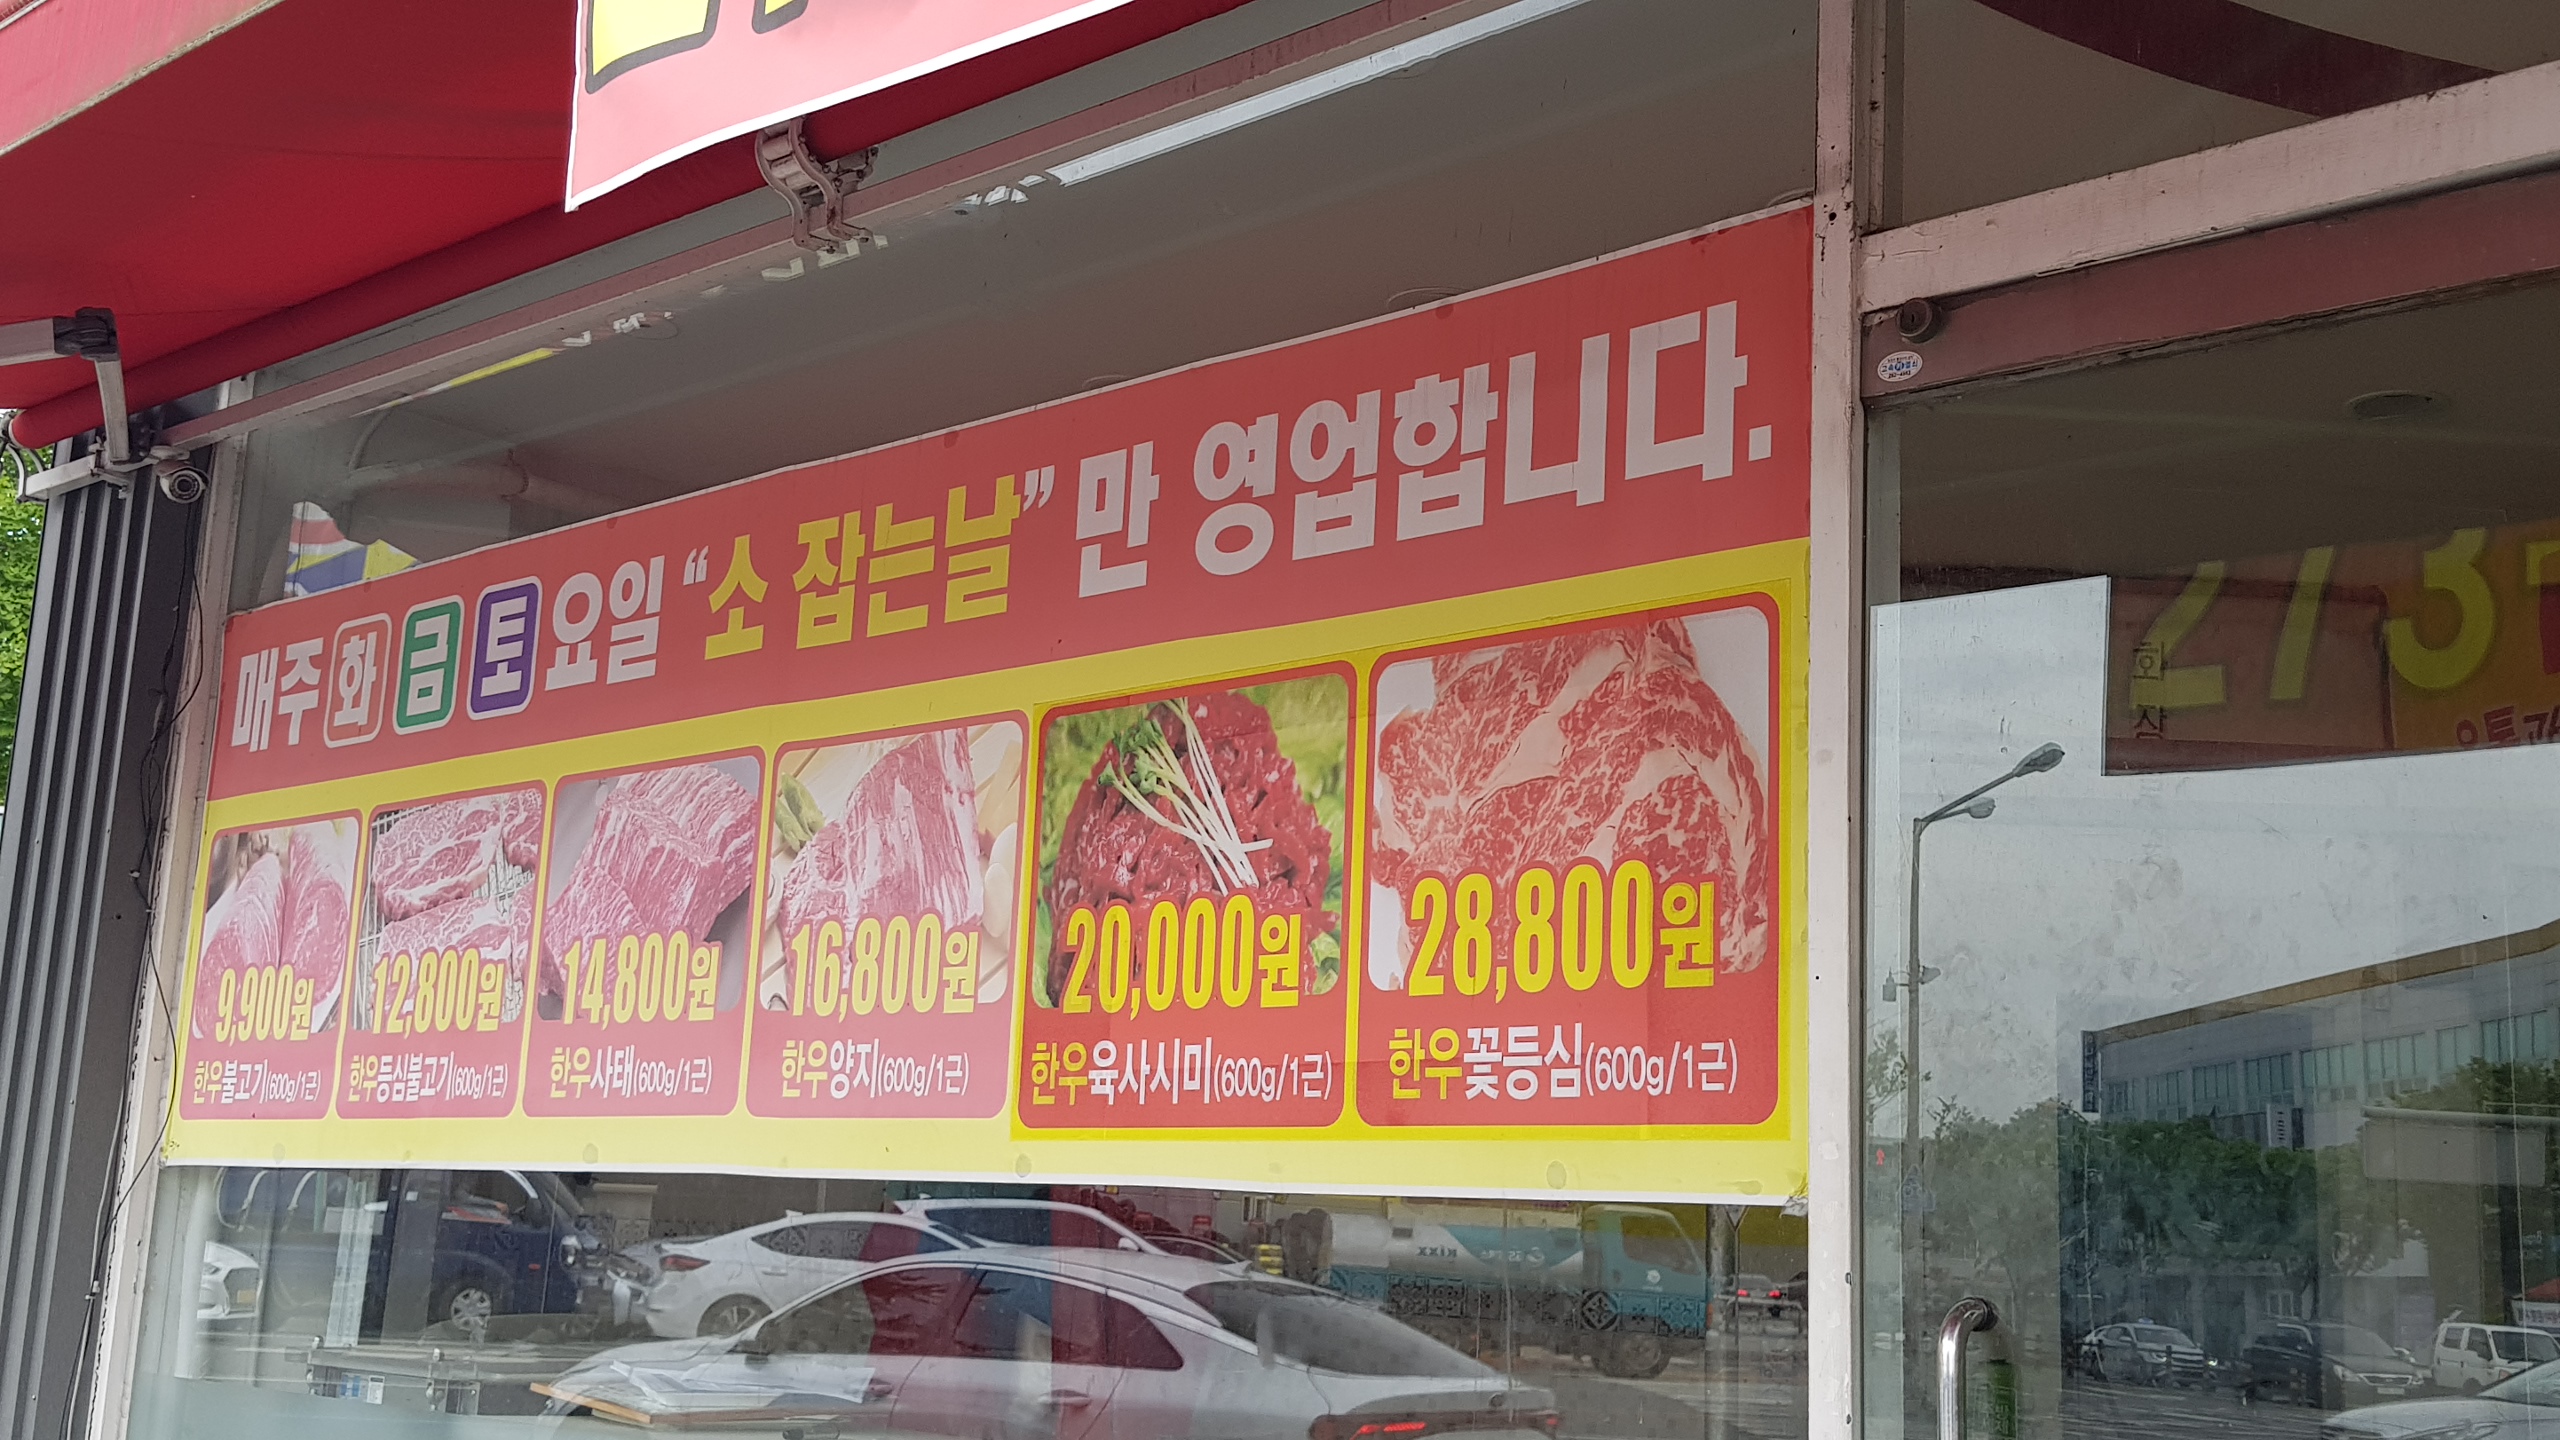 매주 화 금 토 요일 “소 잡는날” 만 영업합니다.
9,900원
한우불고기(600g/1근)
12,800원
한우등심불고기(600g/1근)
14,800원
한우사태(600g/1근)
16,800원
한우양지(600g/1근)
20,000원
한우육사시미(600g/1근)
28,800원
한우꽃등심(600g/1근)
273
KIXX